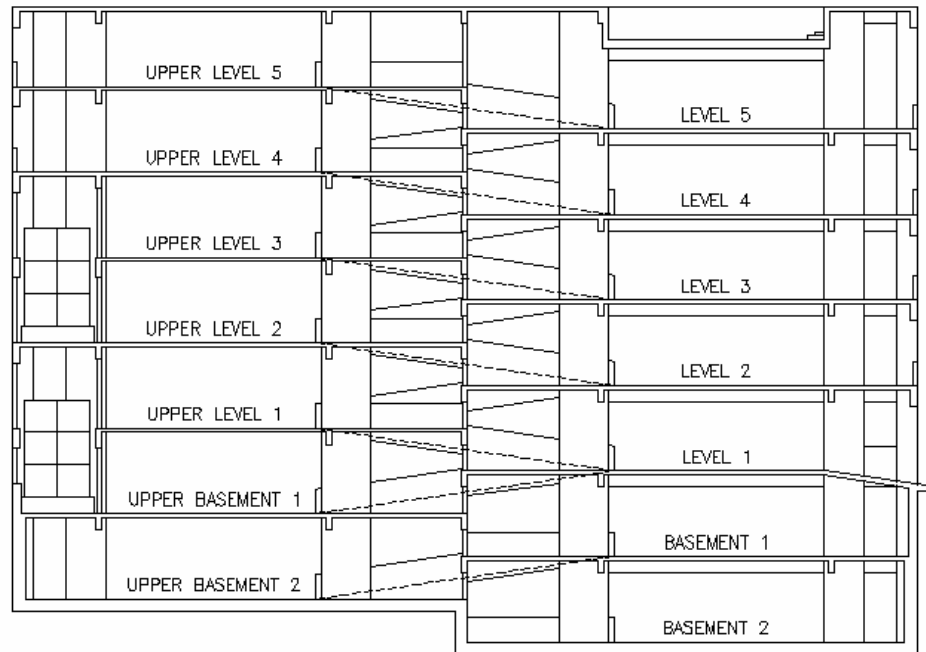 UPPER LEVEL 5
LEVEL 5
UPPER LEVEL 4
LEVEL 4
UPPER LEVEL 3
LEVEL 3
UPPER LEVEL 2
LEVEL 2
UPPER LEVEL 1
LEVEL 1
UPPER BASEMENT 1
BASEMENT 1
UPPER BASEMENT 2
BASEMENT 2